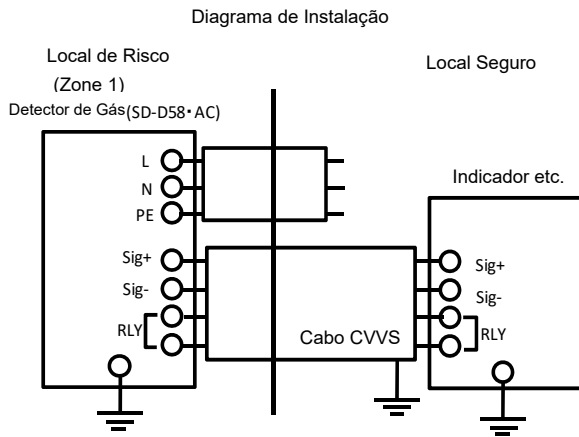 Diagrama de Instalação
Local de Risco
(Zone 1)
Detector de Gás(SD-D58・AC)
Local Seguro
Indicador etc.
L
N
PE
Sig+
Sig-
RLY
Cabo CVVS
Sig+
Sig-
RLY